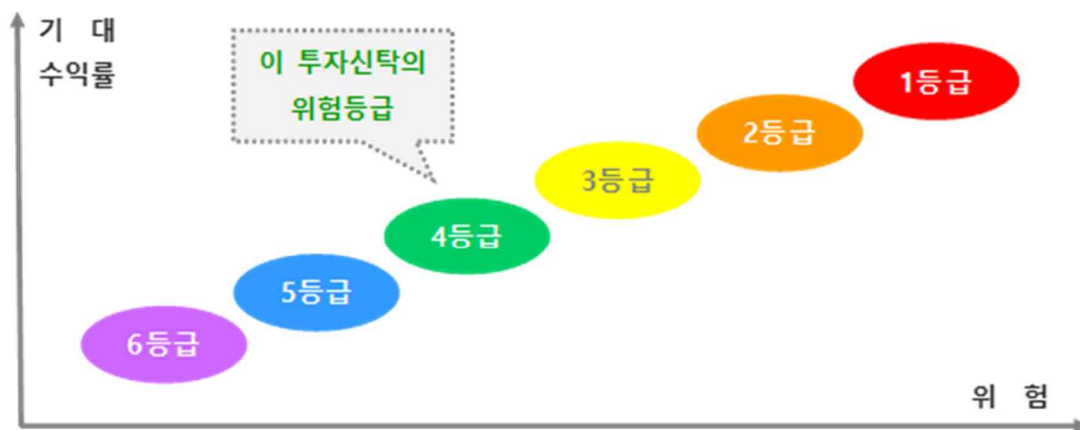 기 대
수익률
이 투자신탁의
위험등급
1등급
2등급
3등급
4등급
5등급
6등급
위 험